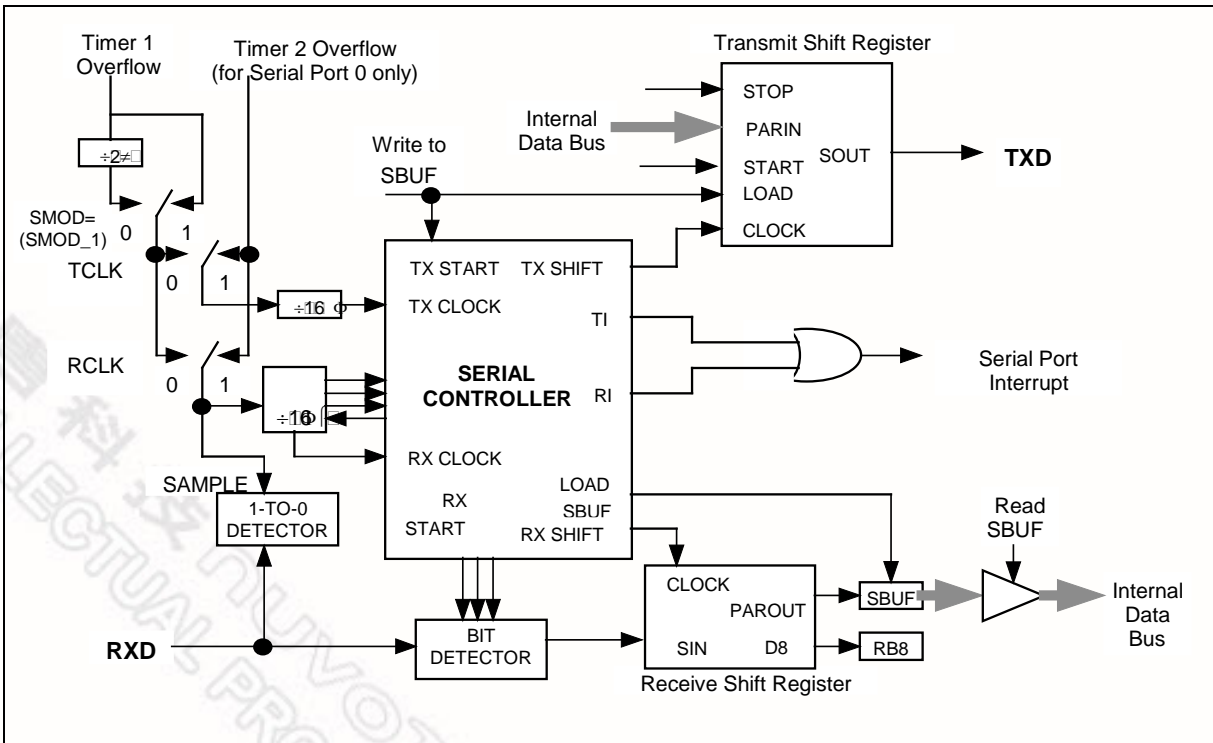 Timer 1
Overflow
Timer 2 Overflow
(for Serial Port 0 only)
Transmit Shift Register
STOP
PARIN
START
LOAD
CLOCK
SOUT
TXD
Internal
Data Bus
Write to
SBUF
SMOD=
(SMOD_1)
0
1
TCLK
0
1
÷16
RCLK
0
1
TX START
TX SHIFT
TX CLOCK
TI
SERIAL
CONTROLLER
RI
RX CLOCK
RX
START
LOAD
SBUF
RX SHIFT
Serial Port
Interrupt
SAMPLE
1-TO-0
DETECTOR
RXD
BIT
DETECTOR
CLOCK
PAROUT
SIN
D8
Receive Shift Register
SBUF
RB8
Read
SBUF
Internal
Data
Bus